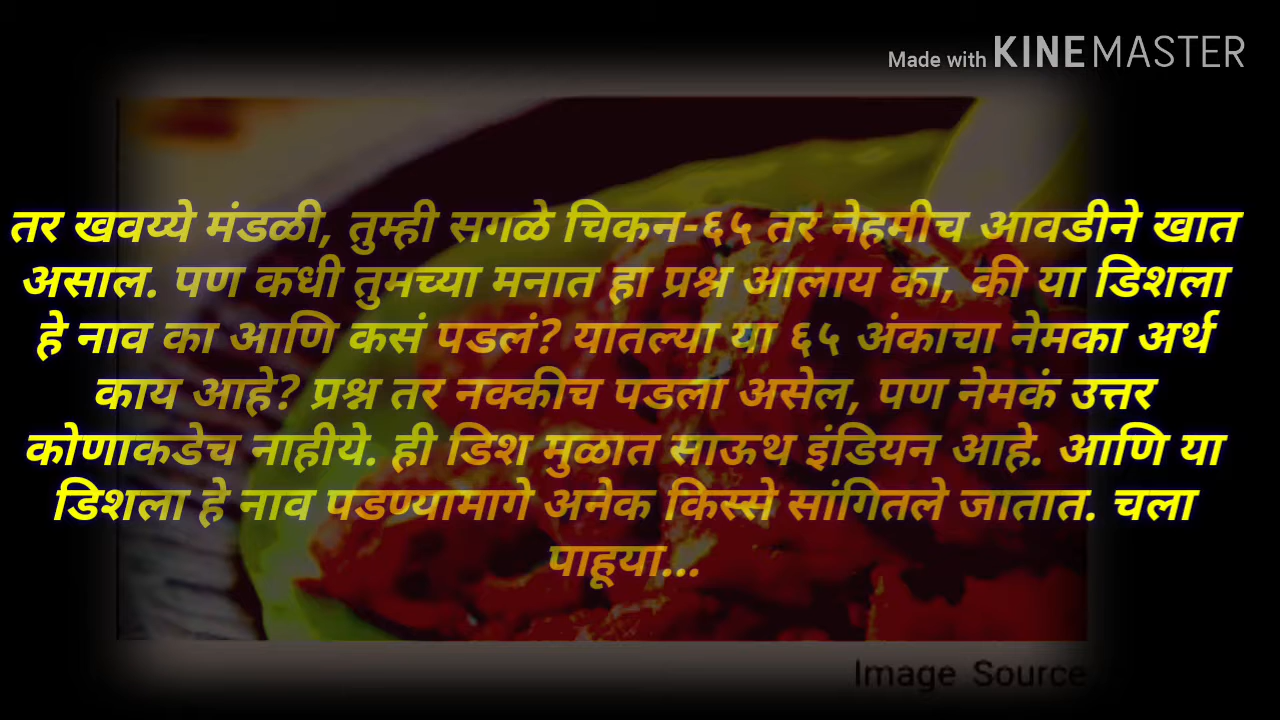 Made with KINEMASTER
तर खवय्ये मंडळी, तुम्ही सगळे चिकन-६५ तर नेहमीच आवडीने खात
असाल. पण कधी तुमच्या मनात हा प्रश्न आलाय का, की या डिशला
हे नाव का आणि कसं पडलं? यातल्या या ६५ अंकाचा नेमका अर्थ
काय आहे? प्रश्न तर नक्कीच पडला असेल, पण नेमकं उत्तर
कोणाकडेच नाहीये. ही डिश मुळात साऊथ इंडियन आहे. आणि या
डिशला हे नाव पडण्यामागे अनेक किस्से सांगितले जातात. चला
पाहूया...
Image Source